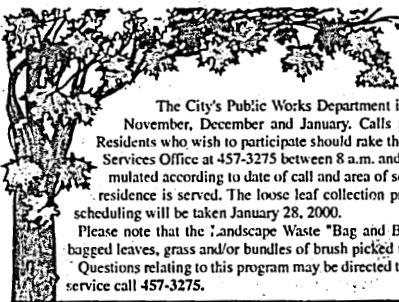 The City's Public Works Department i
November, December and January. Calls
Residents who wish to participate should rake th
Services Office at 457-3275 between 8 a.m. and
mulated according to date of call and area of s
residence is served. The loose leaf collection p
scheduling will be taken January 28, 2000.
Please note that the Landscape Waste "Bag and B
bagged leaves, grass and/or bundles of brush picked
Questions relating to this program may be directed t
service call 457-3275.